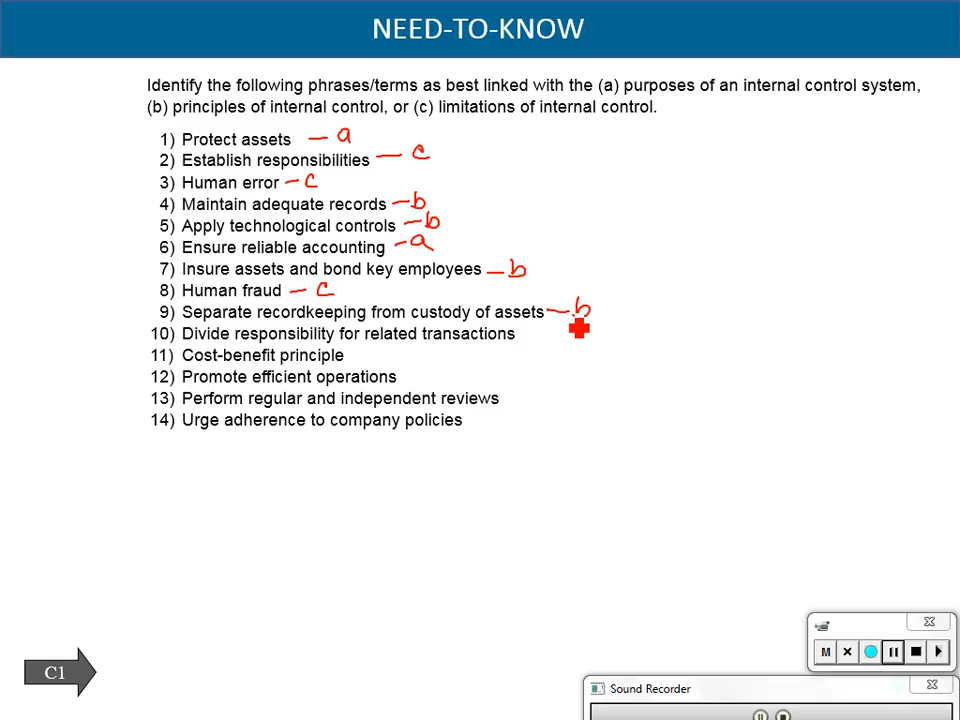 NEED-TO-KNOW
Identify the following phrases/terms as best linked with the (a) purposes of an internal control system,
(b) principles of internal control, or (c) limitations of internal control.
1) Protect assets — a
2) Establish responsibilities — c
3) Human error – c
4) Maintain adequate records – b
5) Apply technological controls – b
6) Ensure reliable accounting – a
7) Insure assets and bond key employees – b
8) Human fraud – c
9) Separate recordkeeping from custody of assets — b
10) Divide responsibility for related transactions
11) Cost-benefit principle
12) Promote efficient operations
13) Perform regular and independent reviews
14) Urge adherence to company policies
M
C1
Sound Recorder